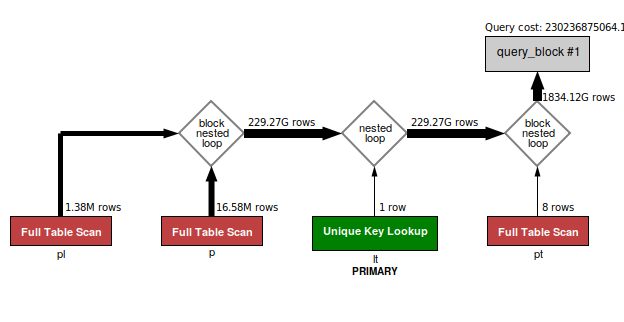 Query cost: 230236875064.1
query_block #1
1834.12G rows
block
nested
loop
229.27G rows
nested
loop
229.27G rows
block
nested
loop
1.38M rows
16.58M rows
1 row
8 rows
Full Table Scan
Full Table Scan
Unique Key Lookup
Full Table Scan
pl
p
lt
pt
PRIMARY